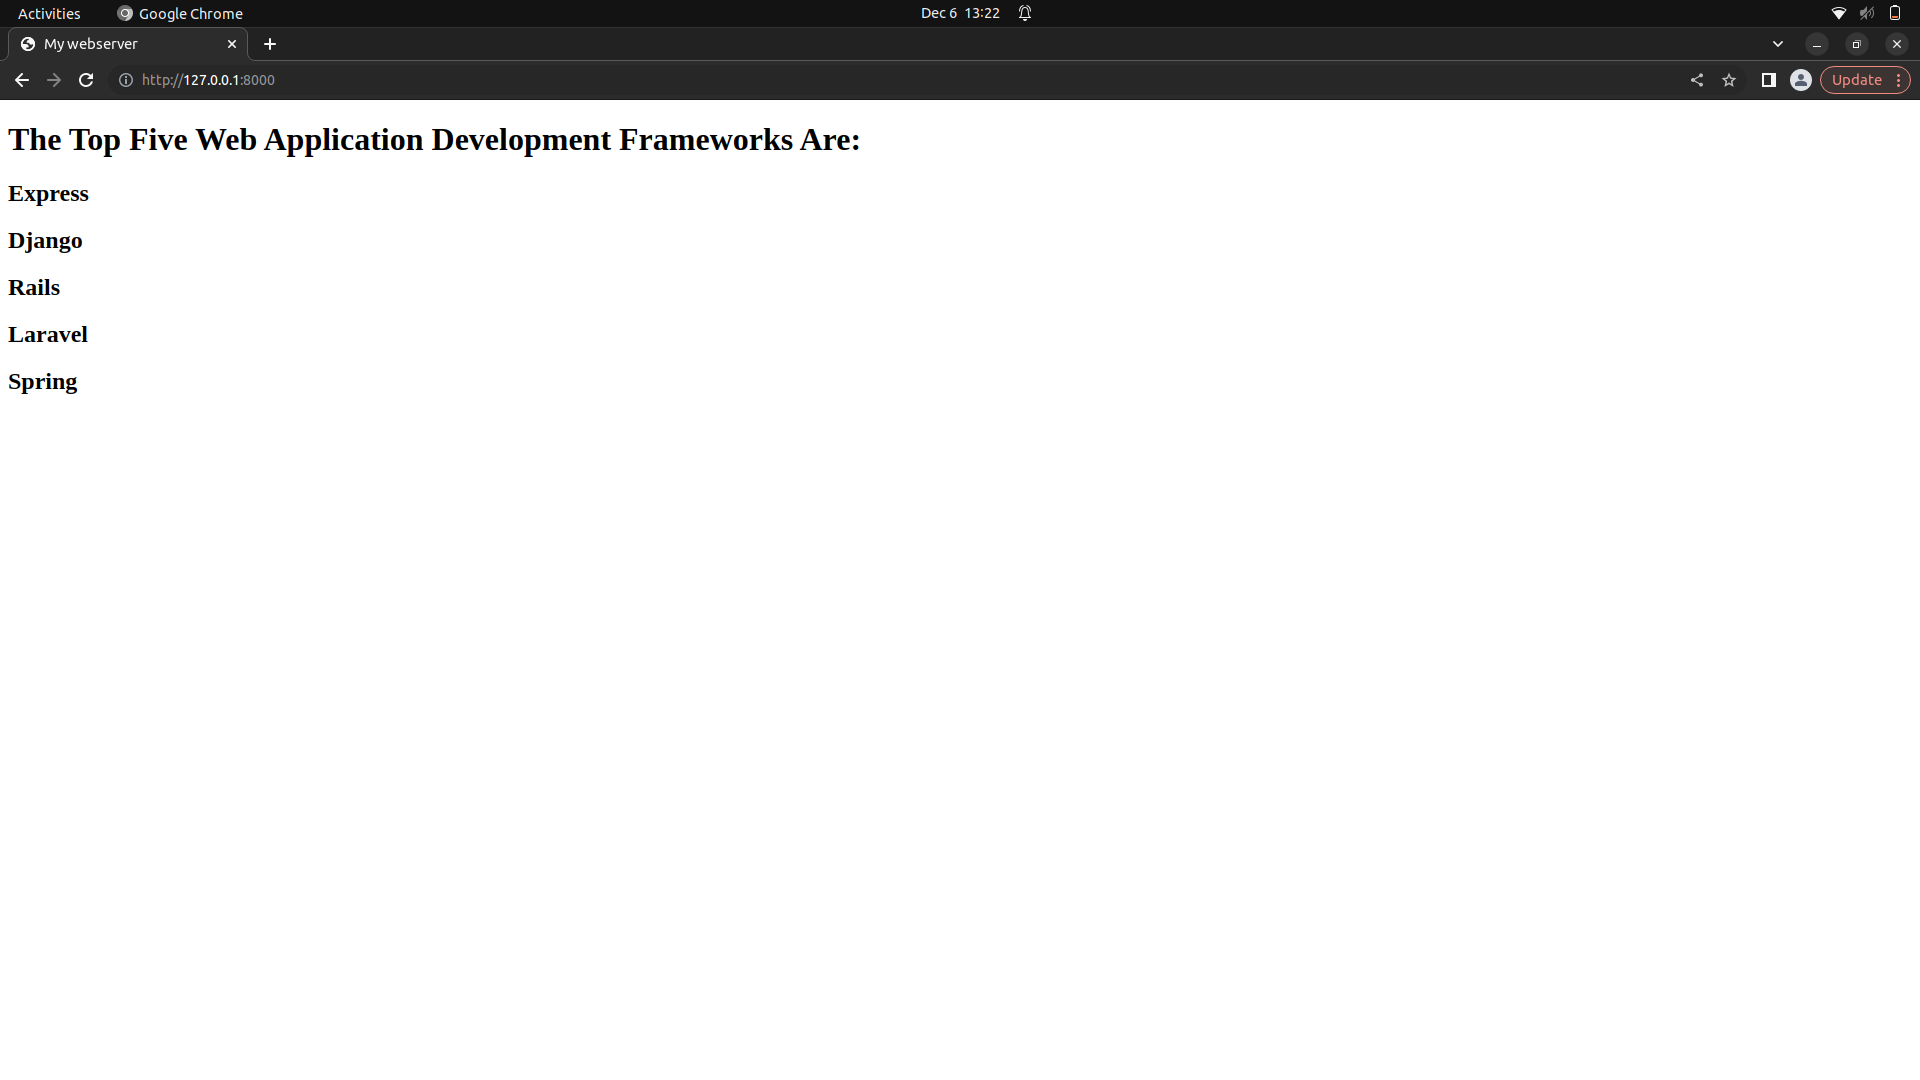 Activities
Google Chrome
Dec 6 13:22
My webserver
http://127.0.0.1:8000
Update
The Top Five Web Application Development Frameworks Are:
Express
Django
Rails
Laravel
Spring